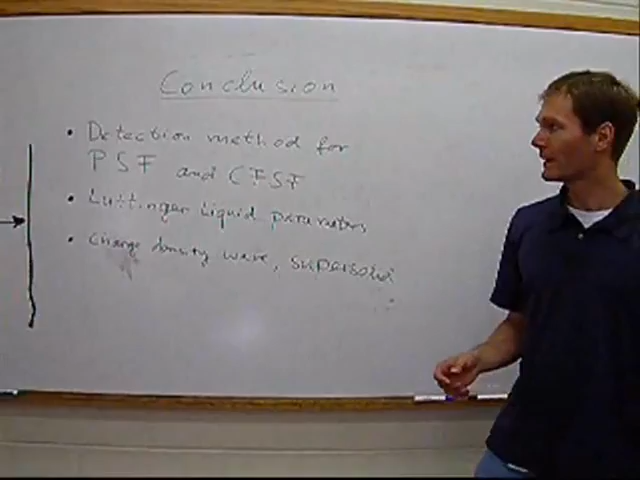 Conclusion
• Detection method for
PSF and CFSF
• Luttinger Liquid parameters
• Charge density wave, supersolid